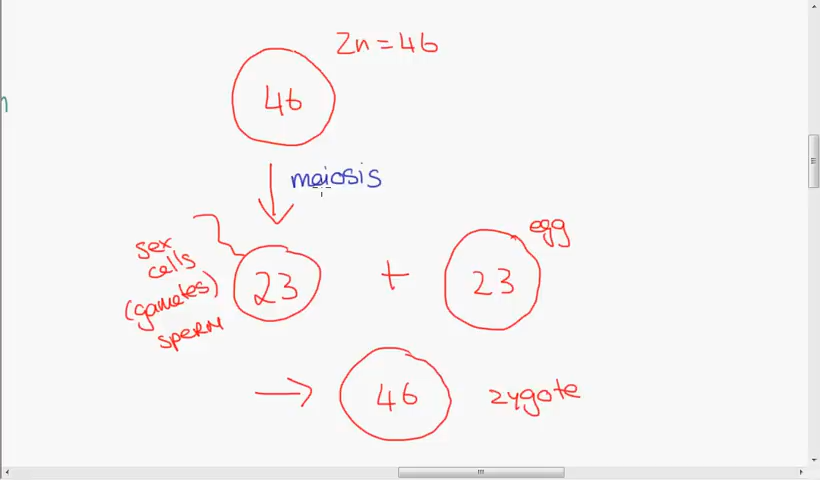 2n = 46
46
meiosis
egg
sex
cells
(gametes)
sperm
23
+
23
46
zygote